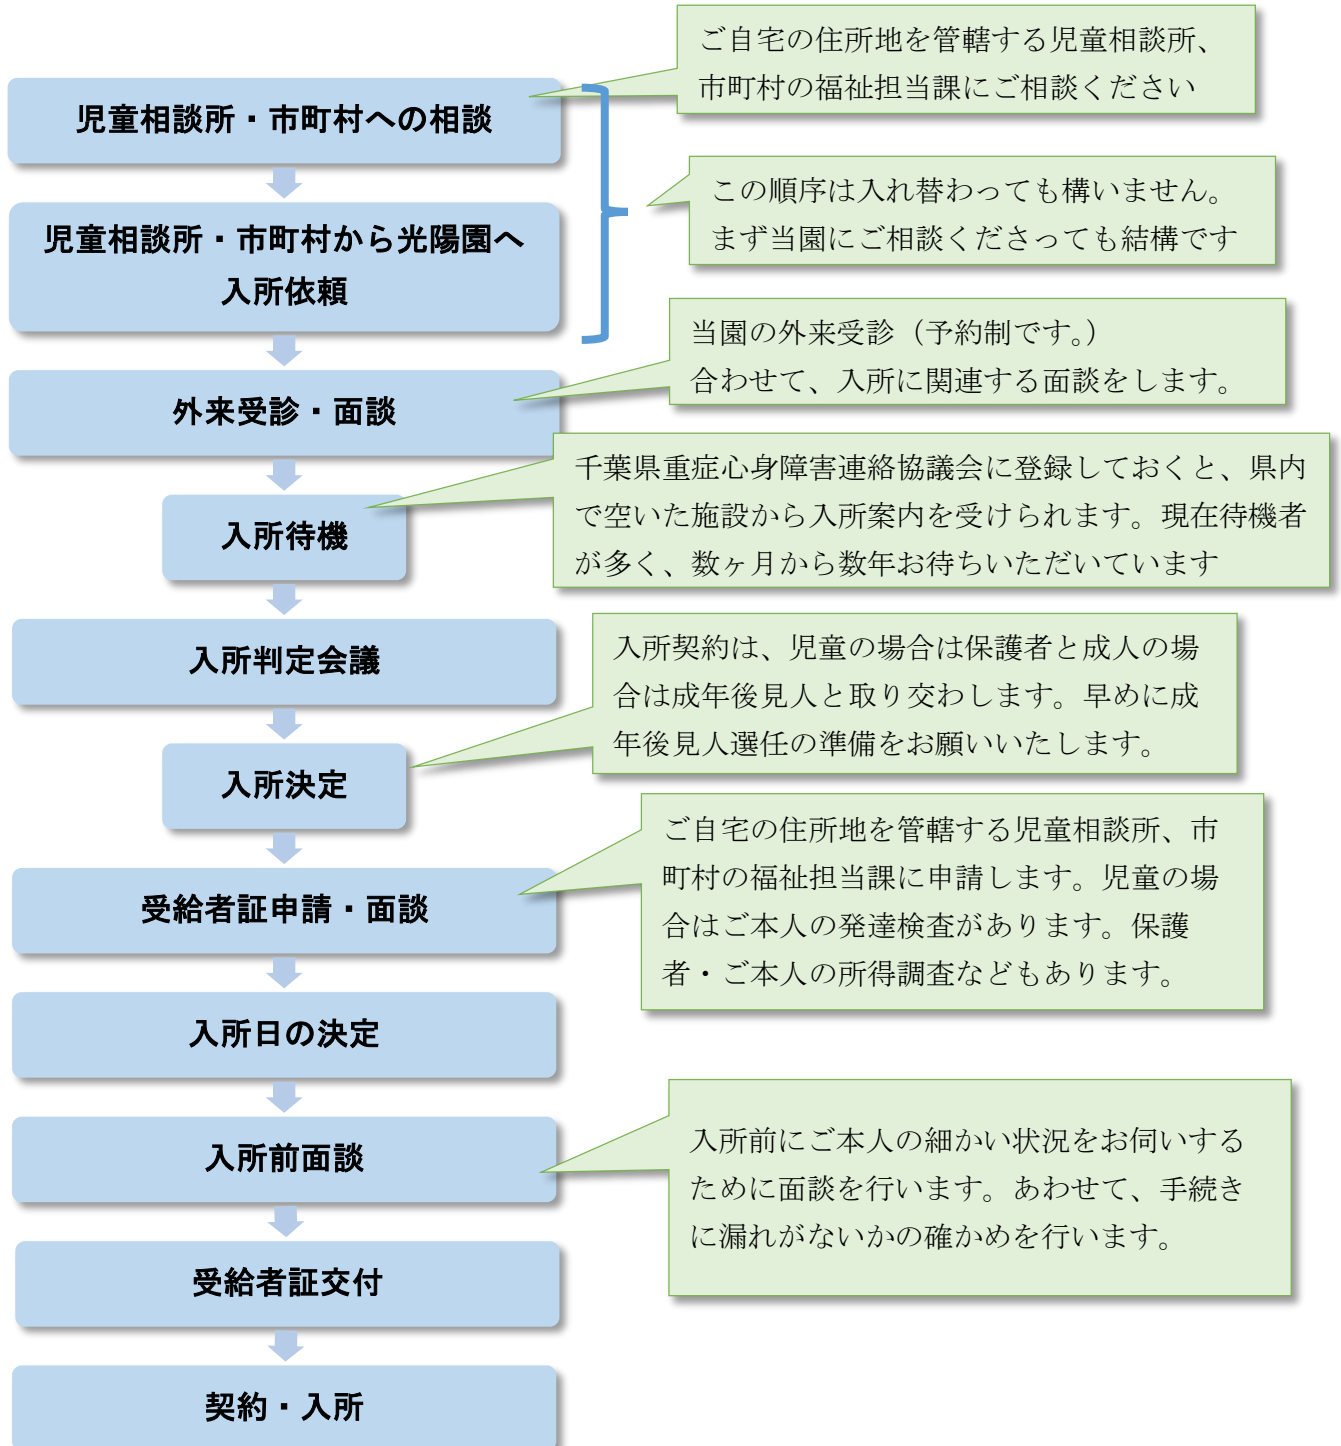 ご自宅の住所地を管轄する児童相談所、
市町村の福祉担当課にご相談ください
児童相談所・市町村への相談
この順序は入れ替わっても構いません。
まず当園にご相談くださっても結構です
児童相談所・市町村から光陽園へ
入所依頼
当園の外来受診（予約制です。）
合わせて、入所に関連する面談をします。
外来受診・面談
千葉県重症心身障害連絡協議会に登録しておくと、県内
で空いた施設から入所案内を受けられます。現在待機者
が多く、数ヶ月から数年お待ちいただいています
入所待機
入所判定会議
入所契約は、児童の場合は保護者と成人の場
合は成年後見人と取り交わします。早めに成
年後見人選任の準備をお願いいたします。
入所決定
ご自宅の住所地を管轄する児童相談所、市
町村の福祉担当課に申請します。児童の場
合はご本人の発達検査があります。保護
者・ご本人の所得調査などもあります。
受給者証申請・面談
入所日の決定
入所前にご本人の細かい状況をお伺いする
ために面談を行います。あわせて、手続き
に漏れがないかの確かめを行います。
入所前面談
受給者証交付
契約・入所